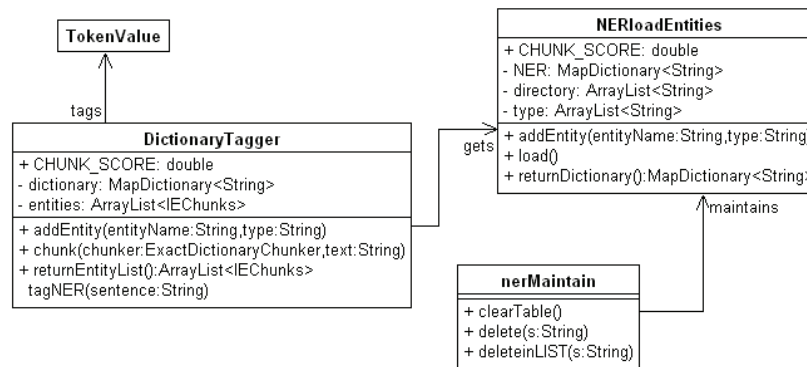 TokenValue
tags
DictionaryTagger
+ CHUNK_SCORE: double
- dictionary: MapDictionary<String>
- entities: ArrayList<IEChunks>
+ addEntity(entityName:String,type:String)
+ chunk(chunker:ExactDictionaryChunker,text:String)
+ returnEntityList():ArrayList<IEChunks>
tagNER(sentence:String)
gets
NERloadEntities
+ CHUNK_SCORE: double
- NER: MapDictionary<String>
- directory: ArrayList<String>
- type: ArrayList<String>
+ addEntity(entityName:String,type:String)
+ load()
+ returnDictionary():MapDictionary<String>
maintains
nerMaintain
+ clearTable()
+ delete(s:String)
+ deleteinLIST(s:String)